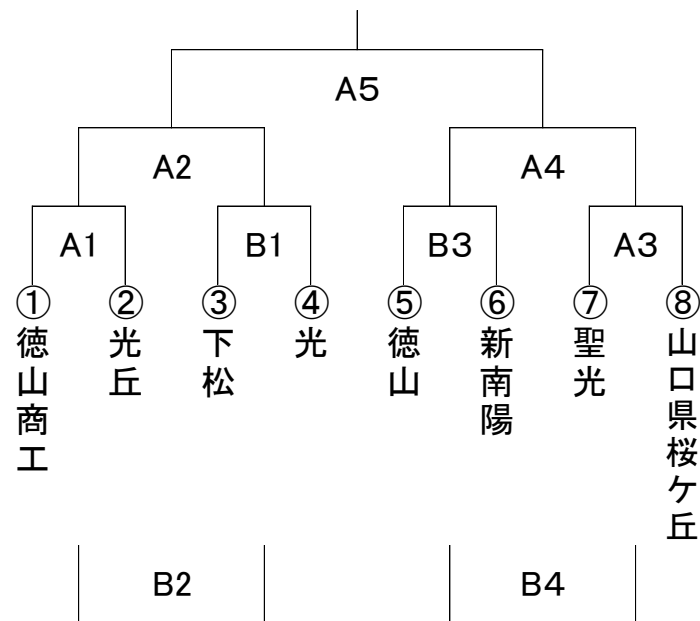 A5
A2
A4
A1
B1
B3
A3
①徳山商工
②光丘
③下松
④光
⑤徳山
⑥新南陽
⑦聖光
⑧山口県桜ケ丘
B2
B4